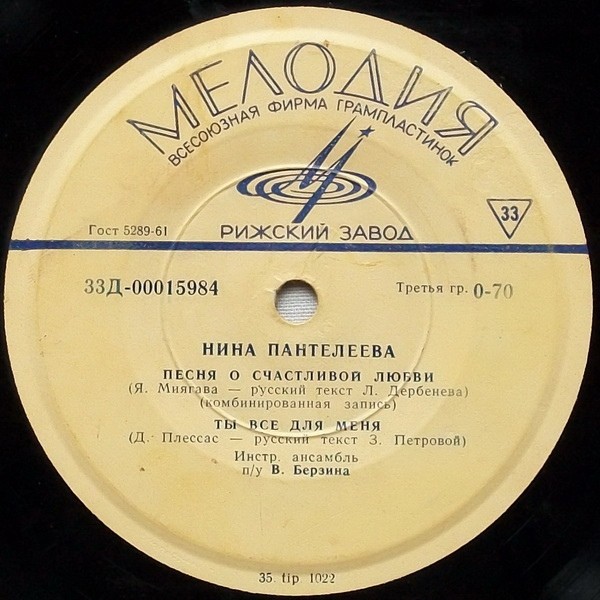 МЕЛОДИЯ
ВСЕСОЮЗНАЯ ФИРМА ГРАМПЛАСТИНОК
33
РИЖСКИЙ ЗАВОД
Гост 5289-61
33Д-00015984
Третья гр. 0-70
НИНА ПАНТЕЛЕЕВА
ПЕСНЯ О СЧАСТЛИВОЙ ЛЮБВИ
(Я. Миягава — русский текст Л. Дербенева)
(комбинированная запись)
ТЫ ВСЕ ДЛЯ МЕНЯ
(Д. Плессас — русский текст З. Петровой)
Инстр. ансамбль
п/у В. Берзина
35. tip 1022